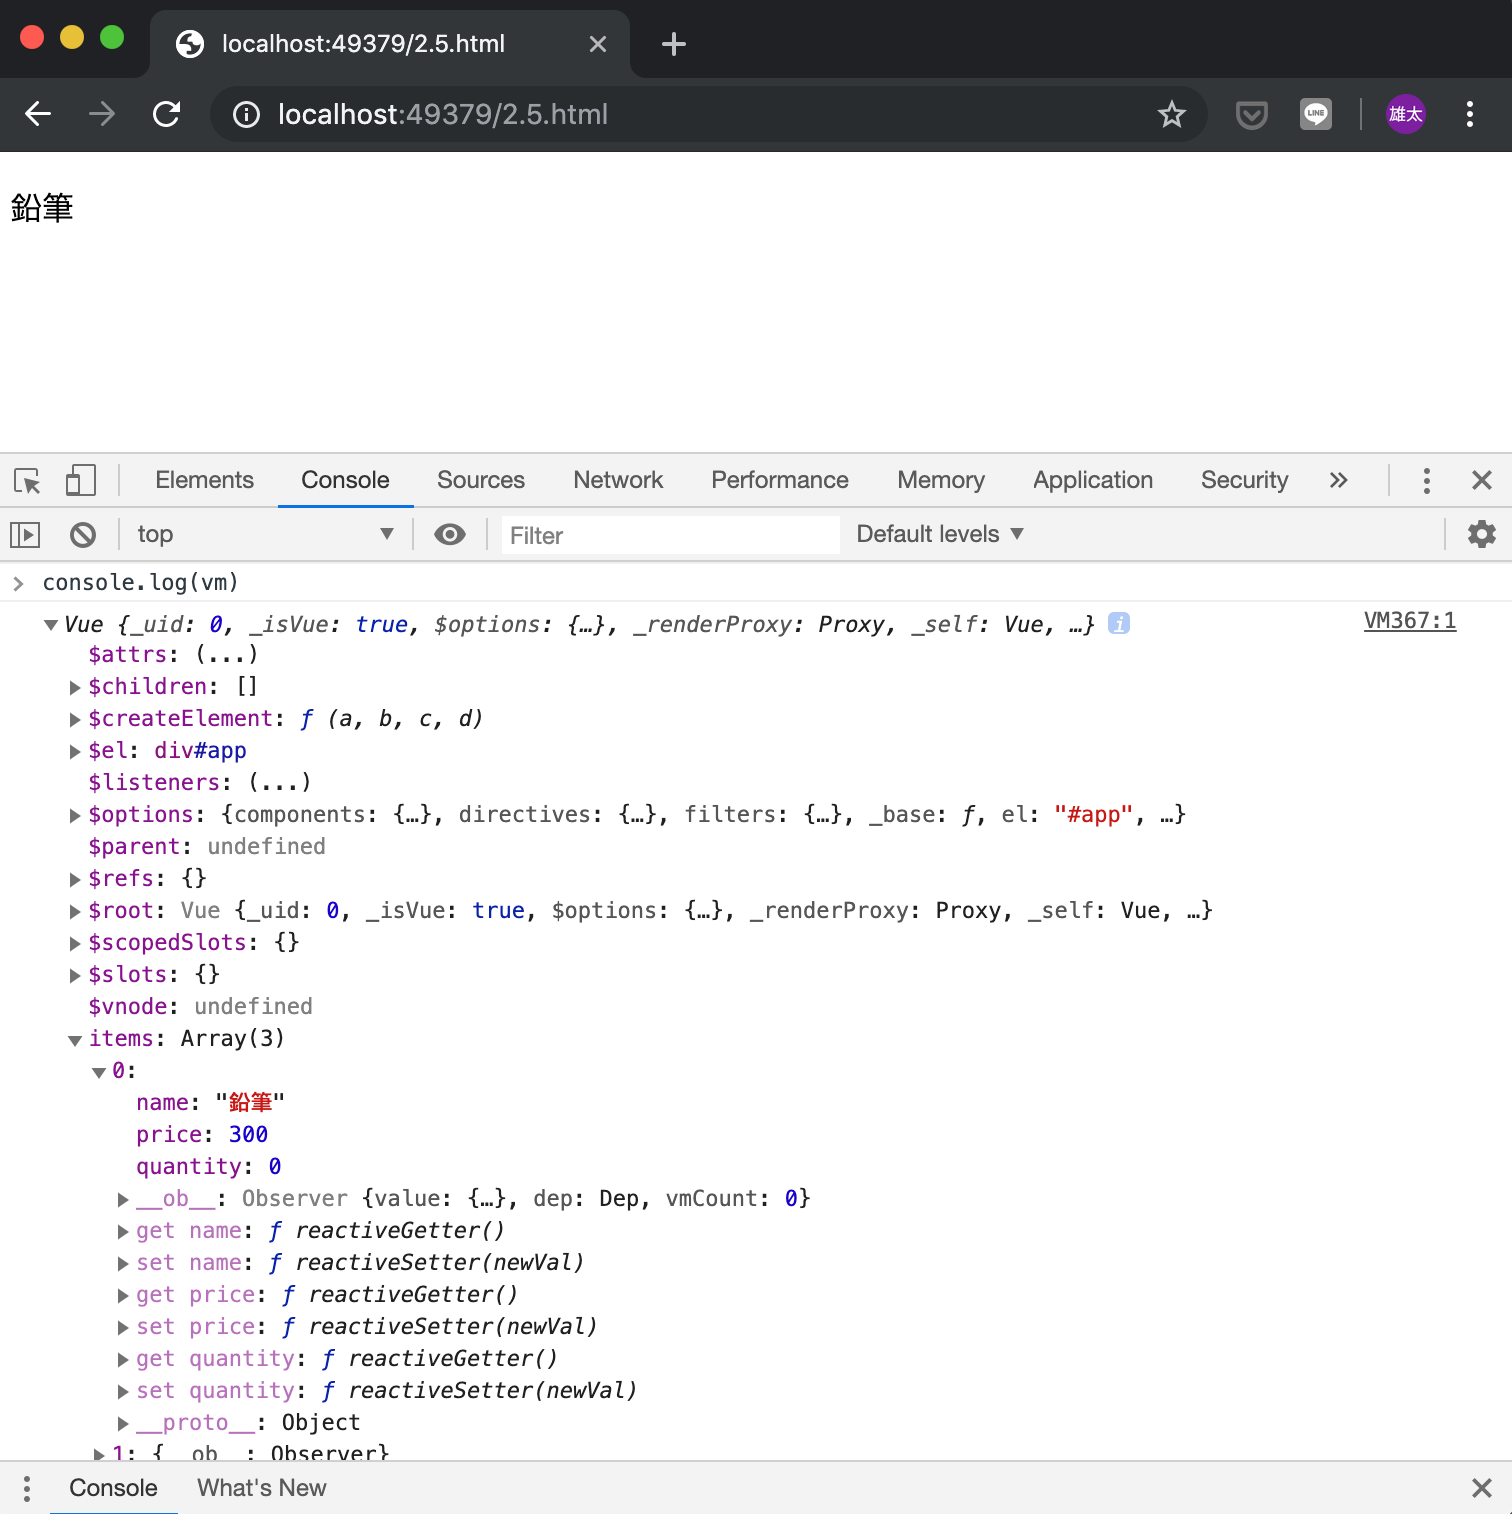 localhost:49379/2.5.html
localhost:49379/2.5.html
LINE
雄太
鉛筆
Elements Console Sources Network Performance Memory Application Security
top Filter Default levels
console.log(vm)
Vue {_uid: 0, _isVue: true, $options: {…}, _renderProxy: Proxy, _self: Vue, …} i VM367:1
$attrs: (...)
$children: []
$createElement: ƒ (a, b, c, d)
$el: div#app
$listeners: (...)
$options: {components: {…}, directives: {…}, filters: {…}, _base: ƒ, el: "#app", …}
$parent: undefined
$refs: {}
$root: Vue {_uid: 0, _isVue: true, $options: {…}, _renderProxy: Proxy, _self: Vue, …}
$scopedSlots: {}
$slots: {}
$vnode: undefined
items: Array(3)
0:
name: "鉛筆"
price: 300
quantity: 0
__ob__: Observer {value: {…}, dep: Dep, vmCount: 0}
get name: ƒ reactiveGetter()
set name: ƒ reactiveSetter(newVal)
get price: ƒ reactiveGetter()
set price: ƒ reactiveSetter(newVal)
get quantity: ƒ reactiveGetter()
set quantity: ƒ reactiveSetter(newVal)
__proto__: Object
1: {__ob__: Observer}
Console What's New